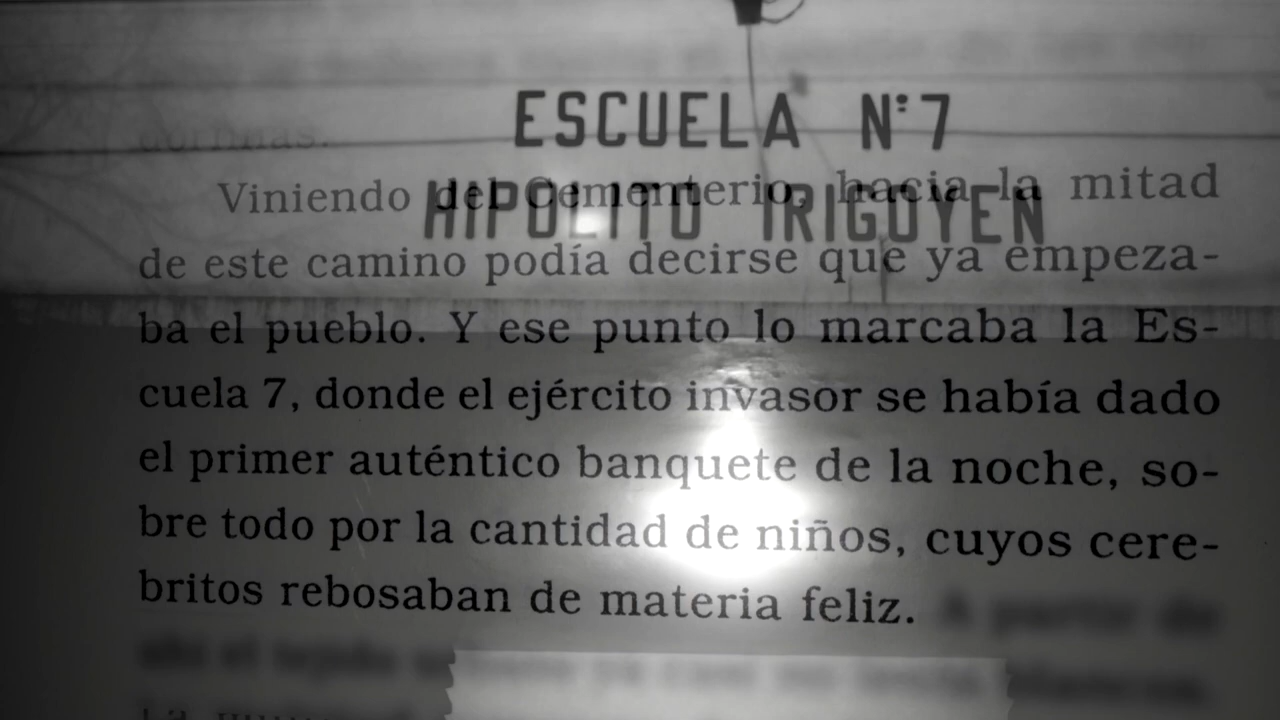 ESCUELA N:7
HIPOLITO IRIGOYEN
Viniendo del Cementerio, hacia la mitad
de este camino podía decirse que ya empeza-
ba el pueblo. Y ese punto lo marcaba la Es-
cuela 7, donde el ejército invasor se había dado
el primer auténtico banquete de la noche, so-
bre todo por la cantidad de niños, cuyos cere-
britos rebosaban de materia feliz. A partir de